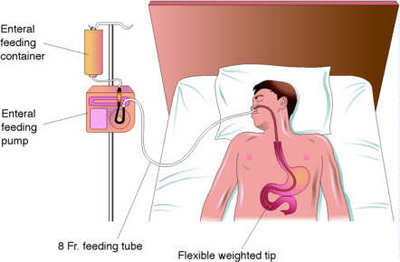 Enteral
feeding
container
Enteral
feeding
pump
8 Fr. feeding tube
Flexible weighted tip